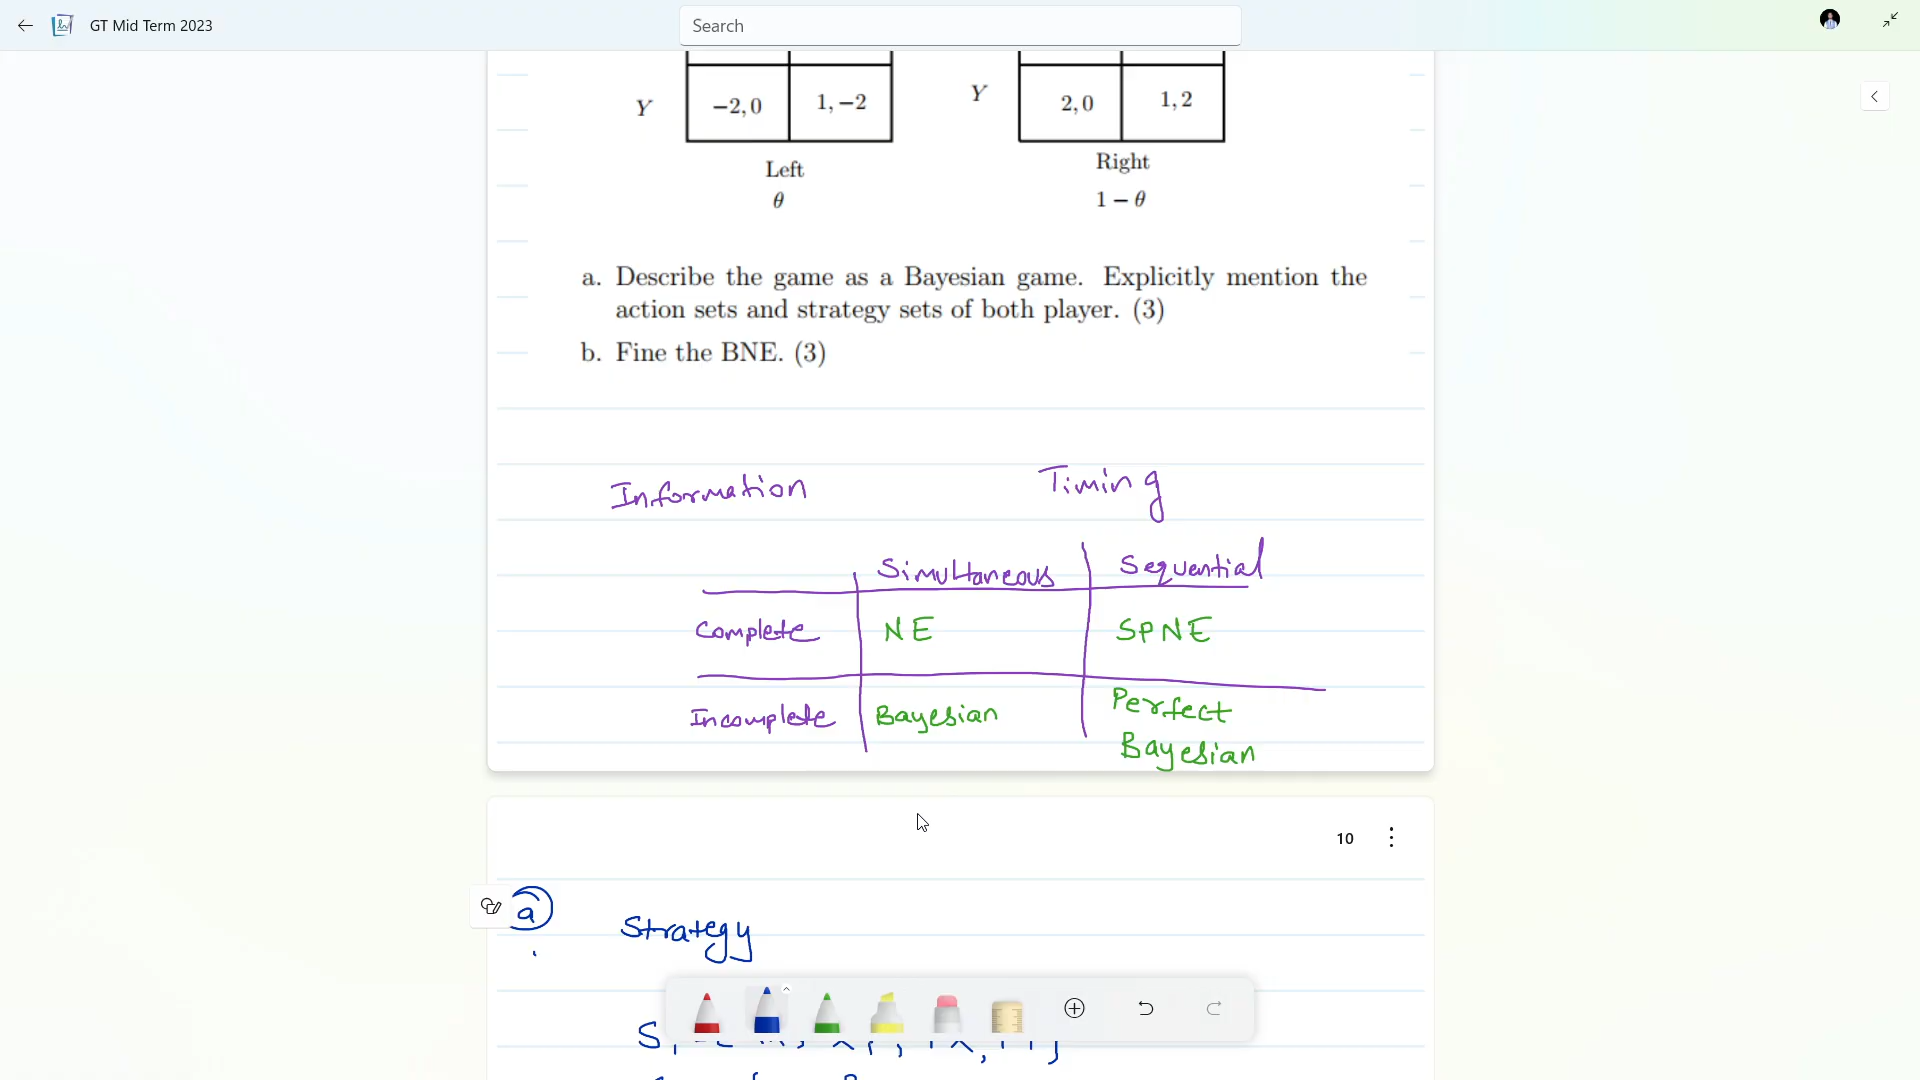 GT Mid Term 2023
Search
Y −2, 0 1, −2 Y 2, 0 1, 2
Left Right
θ 1 − θ
a. Describe the game as a Bayesian game. Explicitly mention the
action sets and strategy sets of both player. (3)
b. Fine the BNE. (3)
Information Timing
Simultaneous Sequential
Complete NE SPNE
Incomplete Bayesian Perfect
Bayesian
10
a Strategy